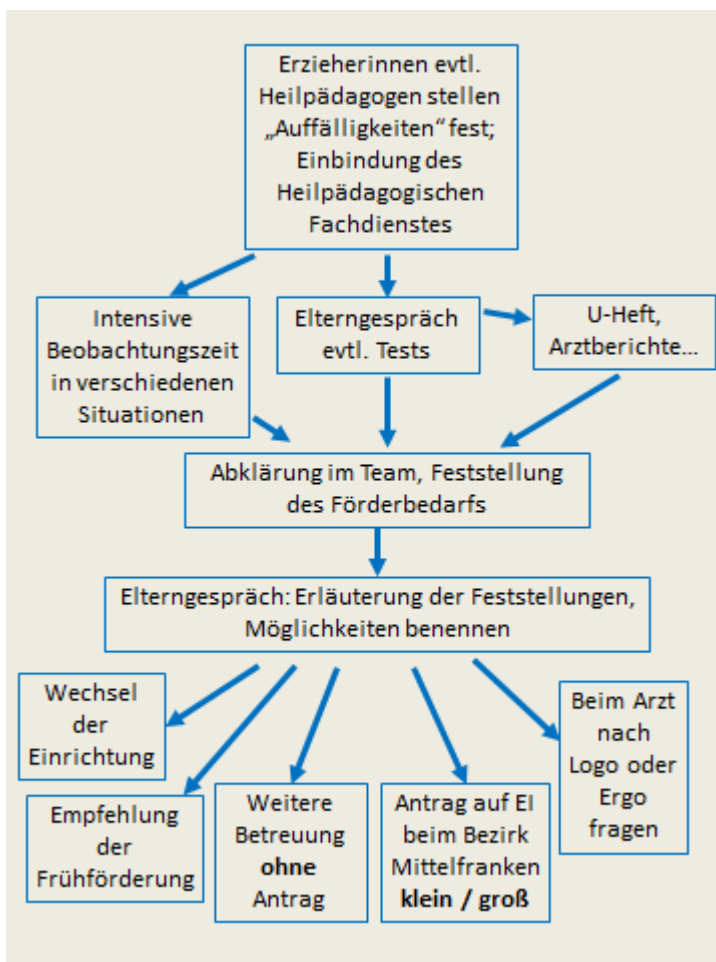 Erzieherinnen evtl.
Heilpädagogen stellen
„Auffälligkeiten“ fest;
Einbindung des
Heilpädagogischen
Fachdienstes
Intensive
Beobachtungszeit
in verschiedenen
Situationen
Elterngespräch
evtl. Tests
U-Heft,
Arztberichte...
Abklärung im Team, Feststellung
des Förderbedarfs
Elterngespräch: Erläuterung der Feststellungen,
Möglichkeiten benennen
Wechsel
der
Einrichtung
Empfehlung
der
Frühförderung
Weitere
Betreuung
ohne
Antrag
Antrag auf EI
beim Bezirk
Mittelfranken
klein / groß
Beim Arzt
nach
Logo oder
Ergo
fragen